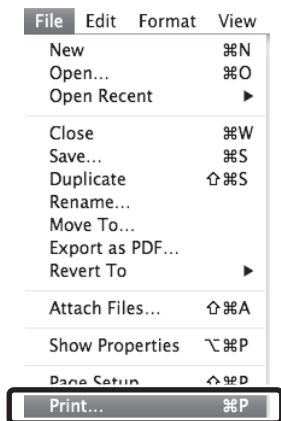 File Edit Format View
New ⌘N
Open... ⌘O
Open Recent ▶
Close ⌘W
Save... ⌘S
Duplicate ⇧⌘S
Rename...
Move To...
Export as PDF...
Revert To ▶
Attach Files... ⇧⌘A
Show Properties ⌥⌘P
Page Setup ⇧⌘P
Print... ⌘P